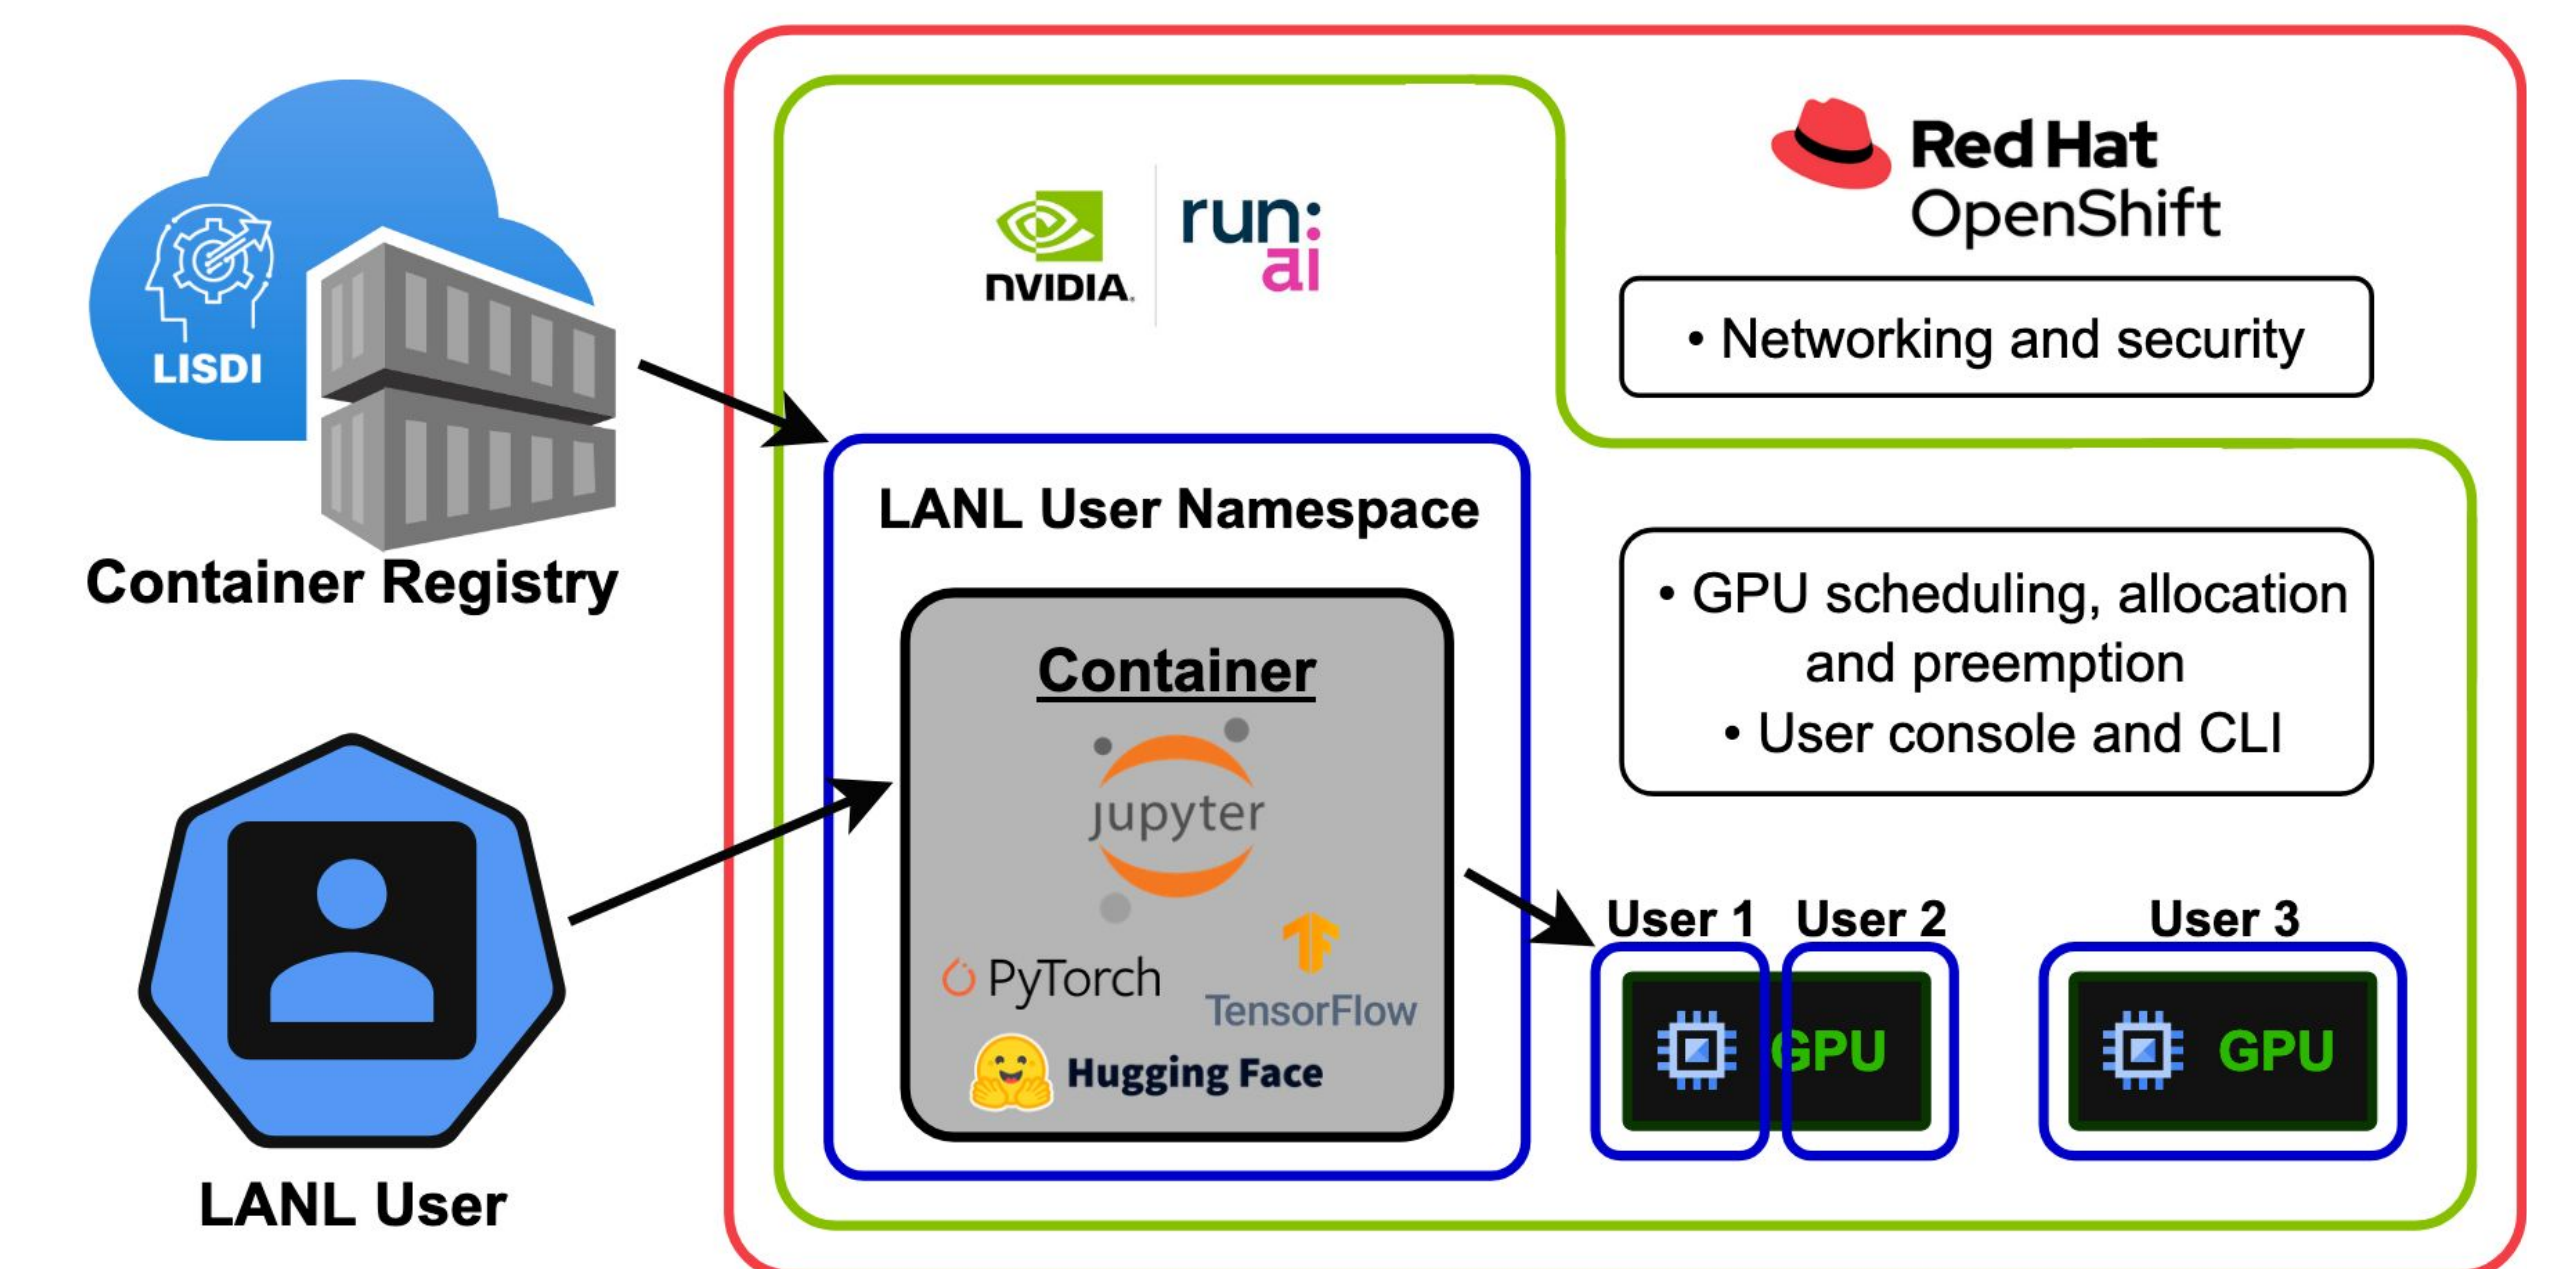 LISDI
Container Registry
LANL User
NVIDIA.
run:
ai
Red Hat
OpenShift
• Networking and security
LANL User Namespace
Container
jupyter
PyTorch
TensorFlow
Hugging Face
• GPU scheduling, allocation
and preemption
• User console and CLI
User 1
User 2
User 3
GPU
GPU